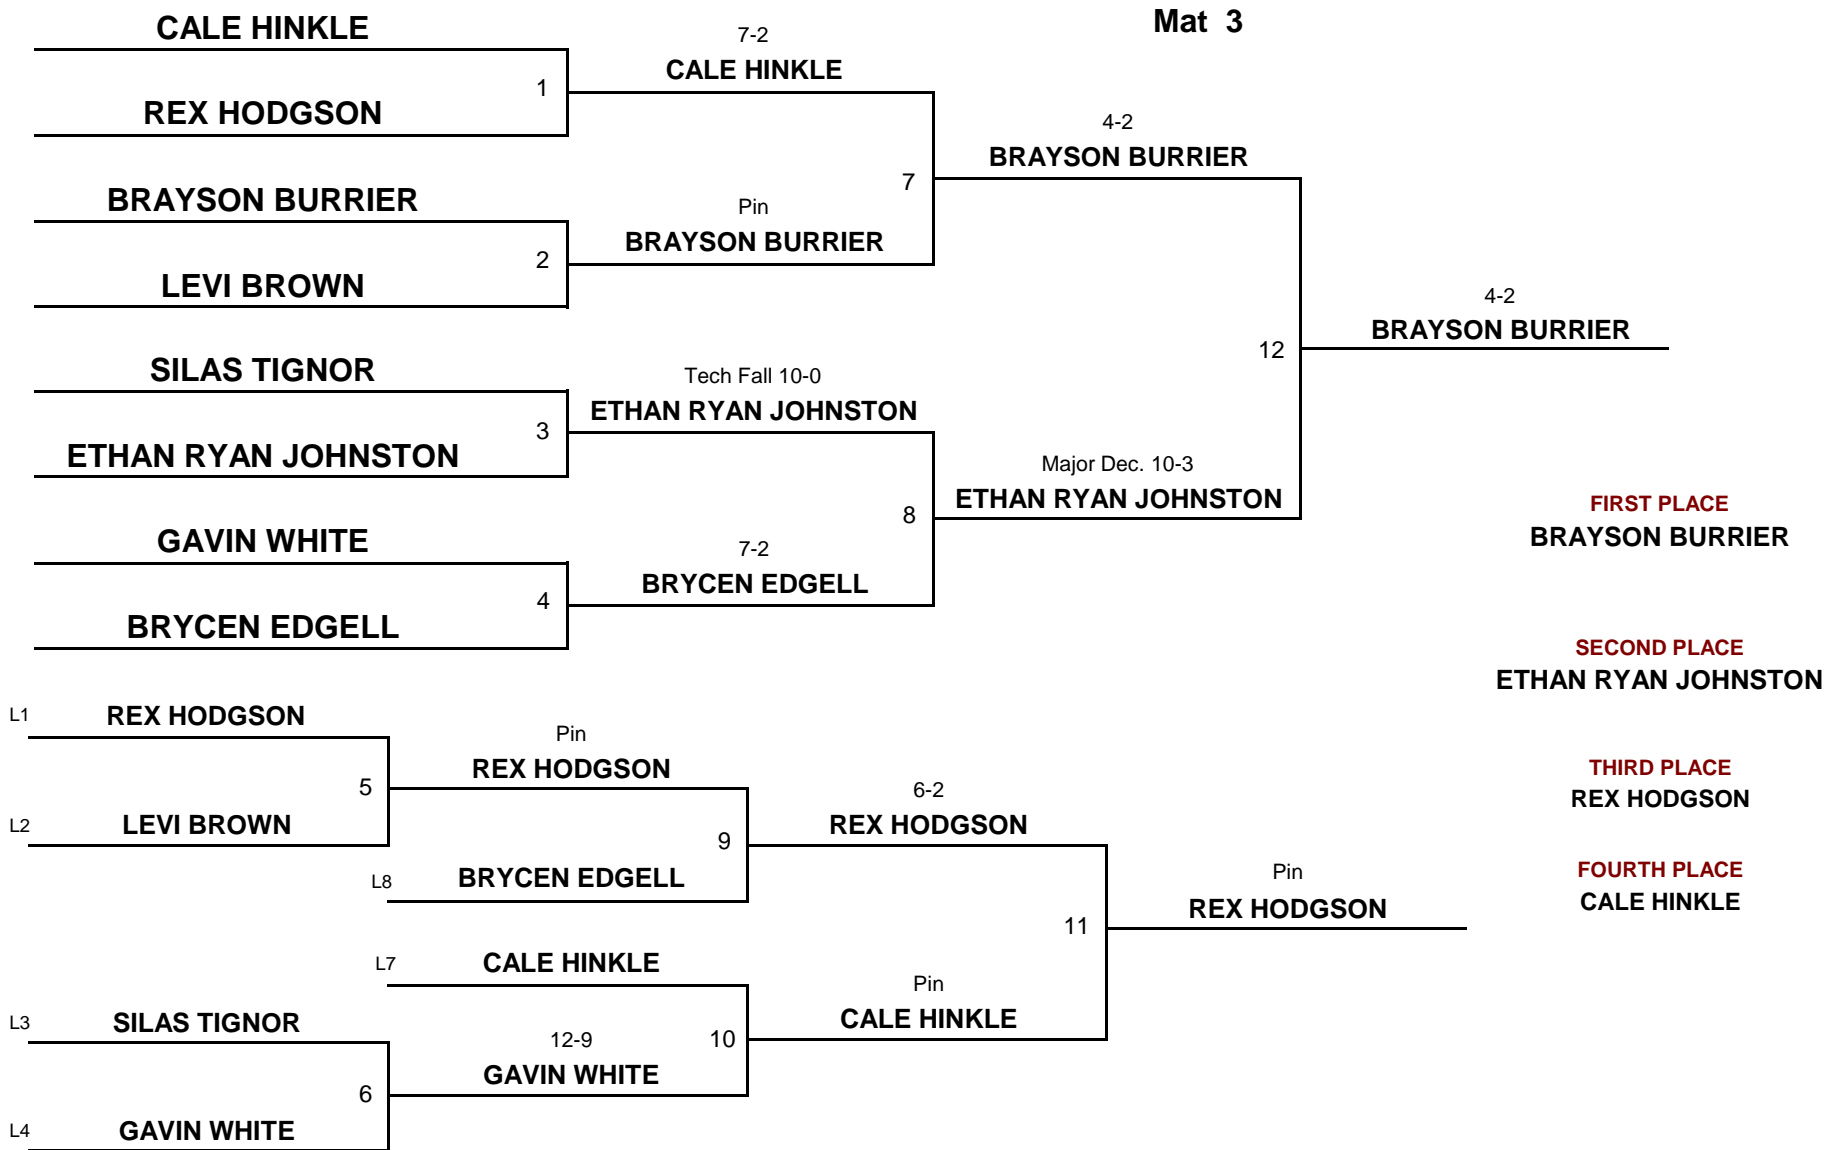 Mat 3
CALE HINKLE
REX HODGSON
1
7-2
CALE HINKLE
BRAYSON BURRIER
LEVI BROWN
2
Pin
BRAYSON BURRIER
7
4-2
BRAYSON BURRIER
SILAS TIGNOR
ETHAN RYAN JOHNSTON
3
Tech Fall 10-0
ETHAN RYAN JOHNSTON
GAVIN WHITE
BRYCEN EDGELL
4
7-2
BRYCEN EDGELL
8
Major Dec. 10-3
ETHAN RYAN JOHNSTON
12
4-2
BRAYSON BURRIER
FIRST PLACE
BRAYSON BURRIER
SECOND PLACE
ETHAN RYAN JOHNSTON
THIRD PLACE
REX HODGSON
FOURTH PLACE
CALE HINKLE
L1 REX HODGSON
L2 LEVI BROWN
5
Pin
REX HODGSON
L8 BRYCEN EDGELL
9
6-2
REX HODGSON
L7 CALE HINKLE
L3 SILAS TIGNOR
L4 GAVIN WHITE
6
12-9
GAVIN WHITE
10
Pin
CALE HINKLE
11
Pin
REX HODGSON